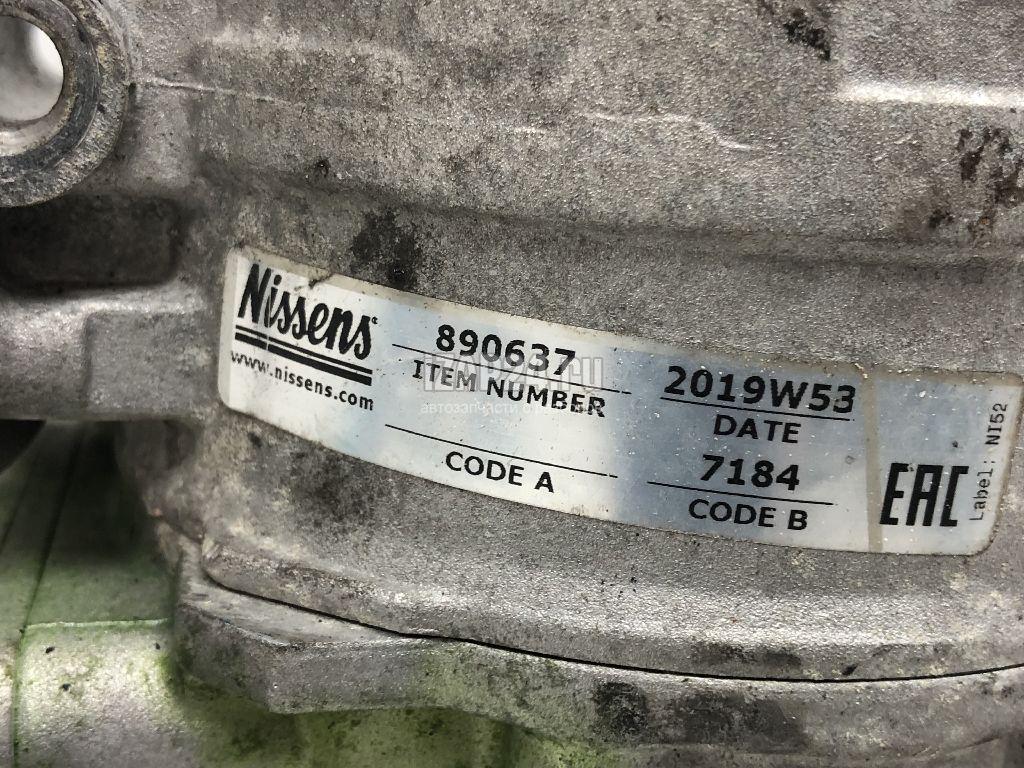 Nissens
www.nissens.com
890637
ITEM NUMBER
2019W53
DATE
CODE A
7184
CODE B
EAC
Label: NI52